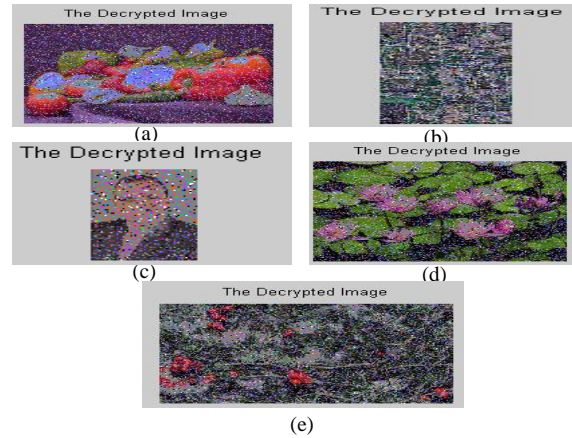 The Decrypted Image
The Decrypted Image
(a)
(b)
The Decrypted Image
The Decrypted Image
(c)
(d)
The Decrypted Image
(e)